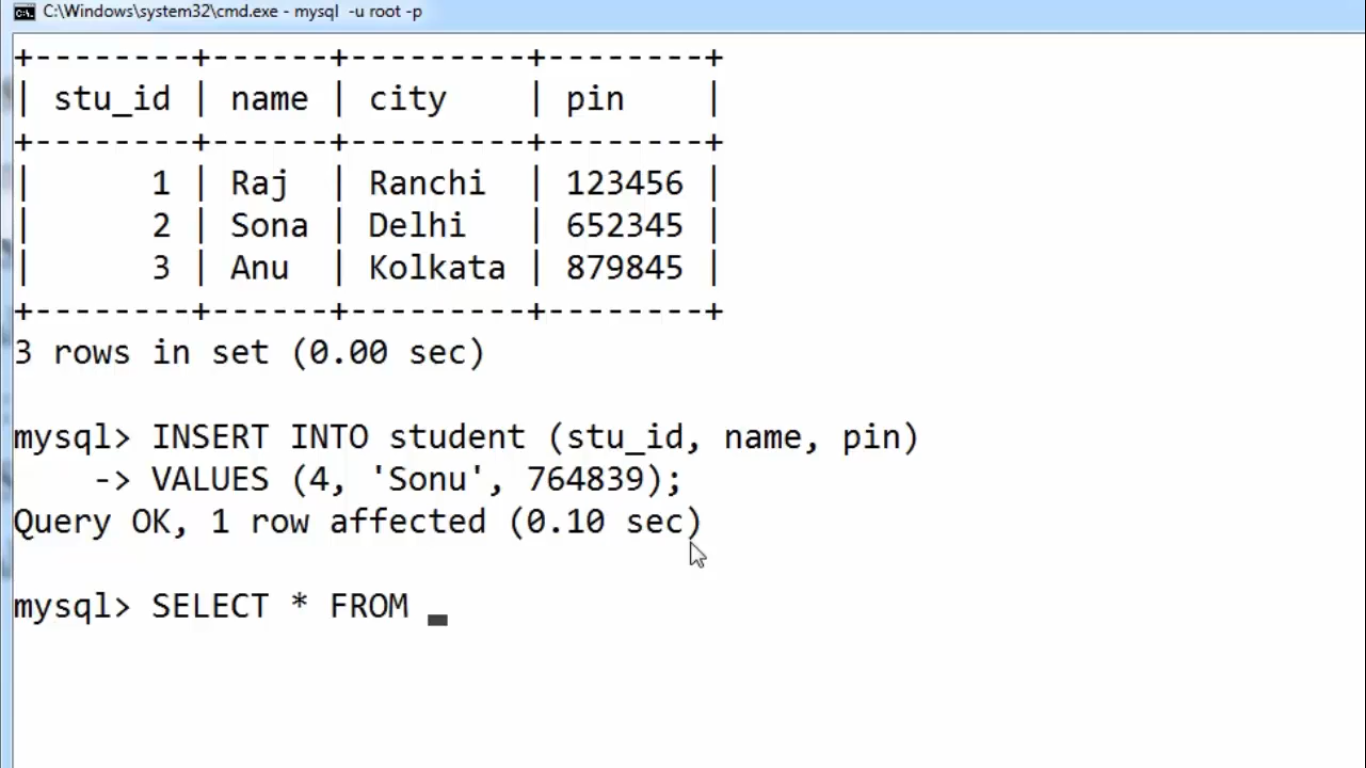 C:\Windows\system32\cmd.exe - mysql  -u root -p
+--------+------+---------+--------+
| stu_id | name | city    | pin    |
+--------+------+---------+--------+
|      1 | Raj  | Ranchi  | 123456 |
|      2 | Sona | Delhi   | 652345 |
|      3 | Anu  | Kolkata | 879845 |
+--------+------+---------+--------+
3 rows in set (0.00 sec)
mysql> INSERT INTO student (stu_id, name, pin)
    -> VALUES (4, 'Sonu', 764839);
Query OK, 1 row affected (0.10 sec)
mysql> SELECT * FROM